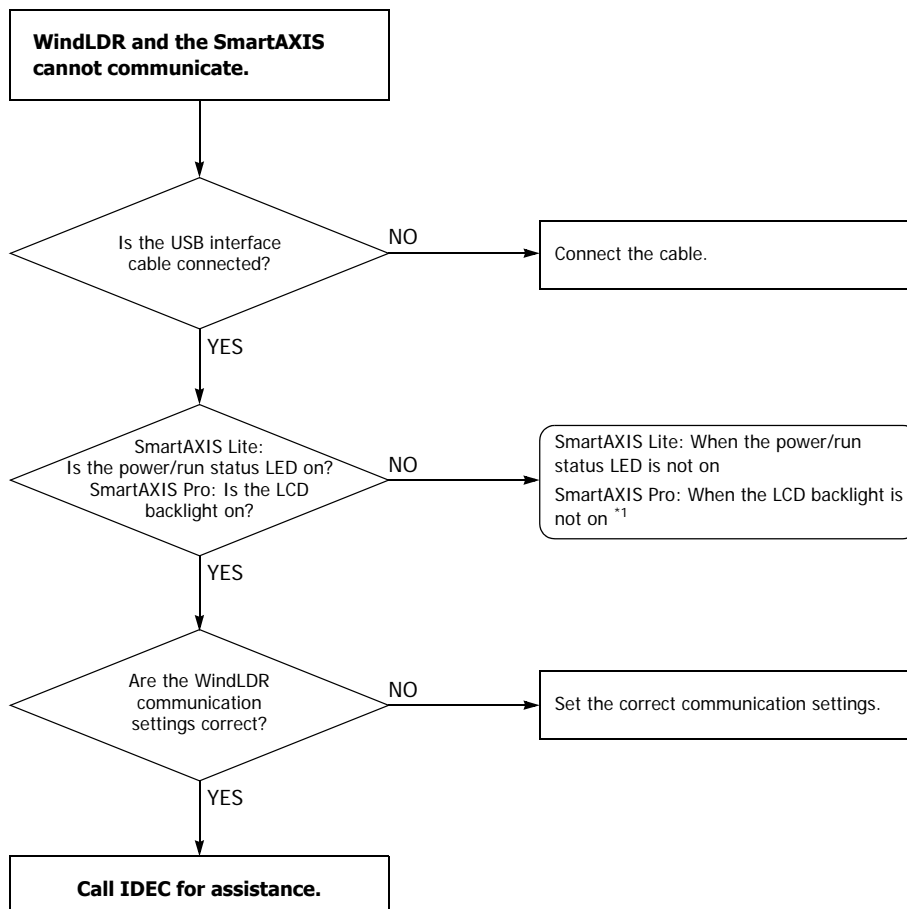 WindLDR and the SmartAXIS
cannot communicate.
Is the USB interface
cable connected?
NO
Connect the cable.
YES
SmartAXIS Lite:
Is the power/run status LED on?
SmartAXIS Pro: Is the LCD
backlight on?
NO
SmartAXIS Lite: When the power/run
status LED is not on
SmartAXIS Pro: When the LCD backlight is
not on *1
YES
Are the WindLDR
communication
settings correct?
NO
Set the correct communication settings.
YES
Call IDEC for assistance.